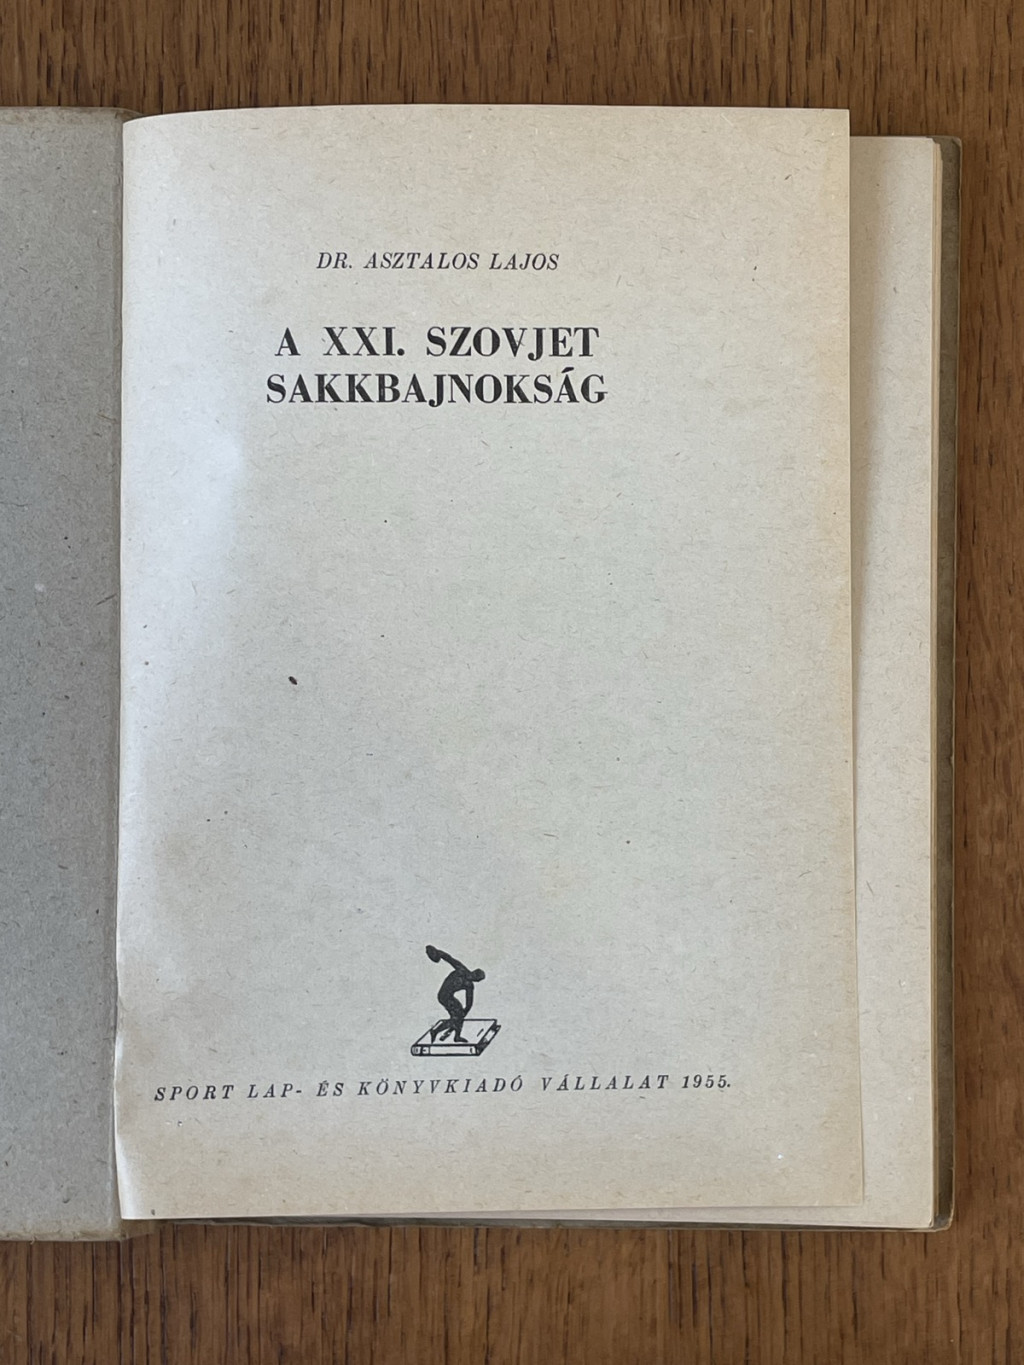 DR. ASZTALOS LAJOS
A XXI. SZOVJET
SAKKBAJNOKSÁG
SPORT LAP- ÉS KÖNYVKIADÓ VÁLLALAT 1955.